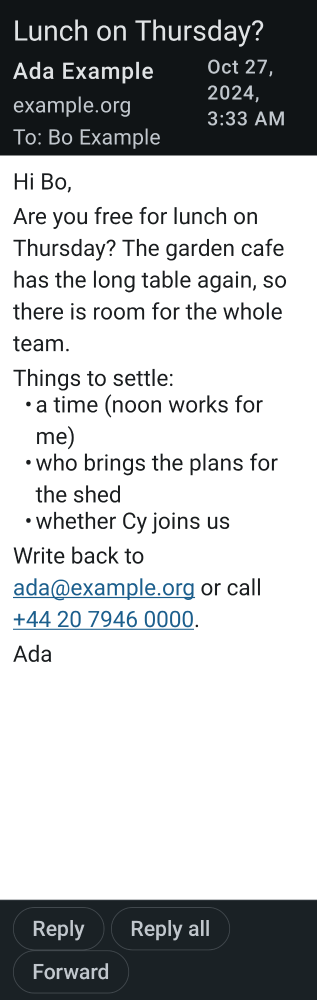 Lunch on Thursday?
Ada Example
Oct 27,
2024,
3:33 AM
example.org
To: Bo Example
Hi Bo,
Are you free for lunch on
Thursday? The garden cafe
has the long table again, so
there is room for the whole
team.
Things to settle:
• a time (noon works for
me)
• who brings the plans for
the shed
• whether Cy joins us
Write back to
ada@example.org or call
+44 20 7946 0000.
Ada
Reply
Reply all
Forward